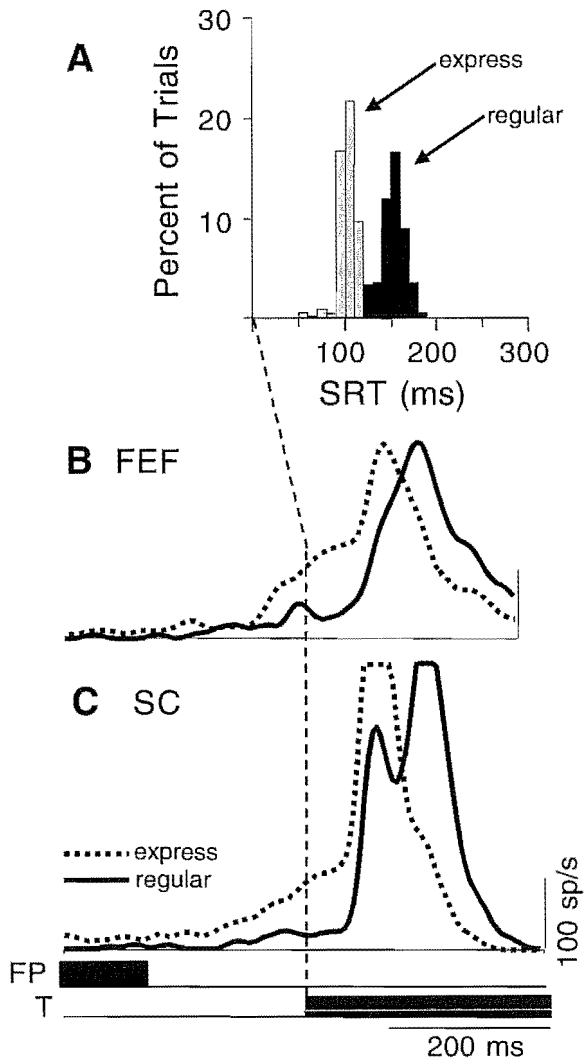 A
Percent of Trials
30
20
10
express
regular
100 200 300
SRT (ms)
B FEF
C SC
express
regular
100 sp/s
FP
T
200 ms